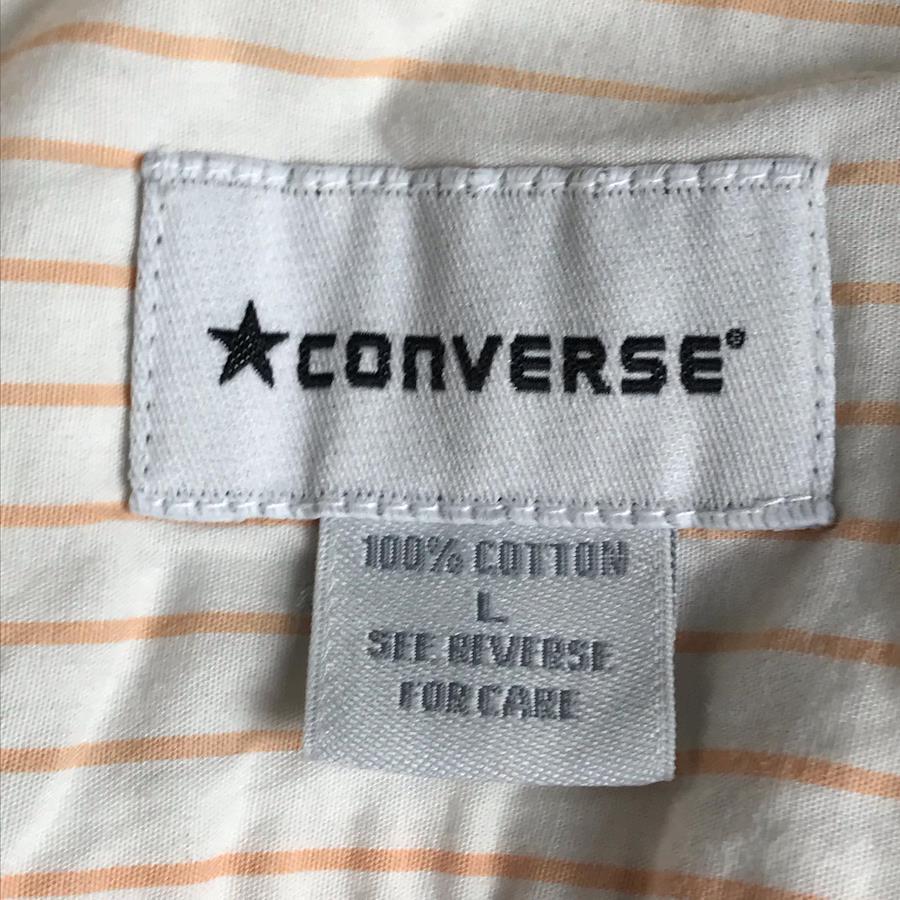 ★CONVERSE®
100% COTTON
L
SEE REVERSE
FOR CARE